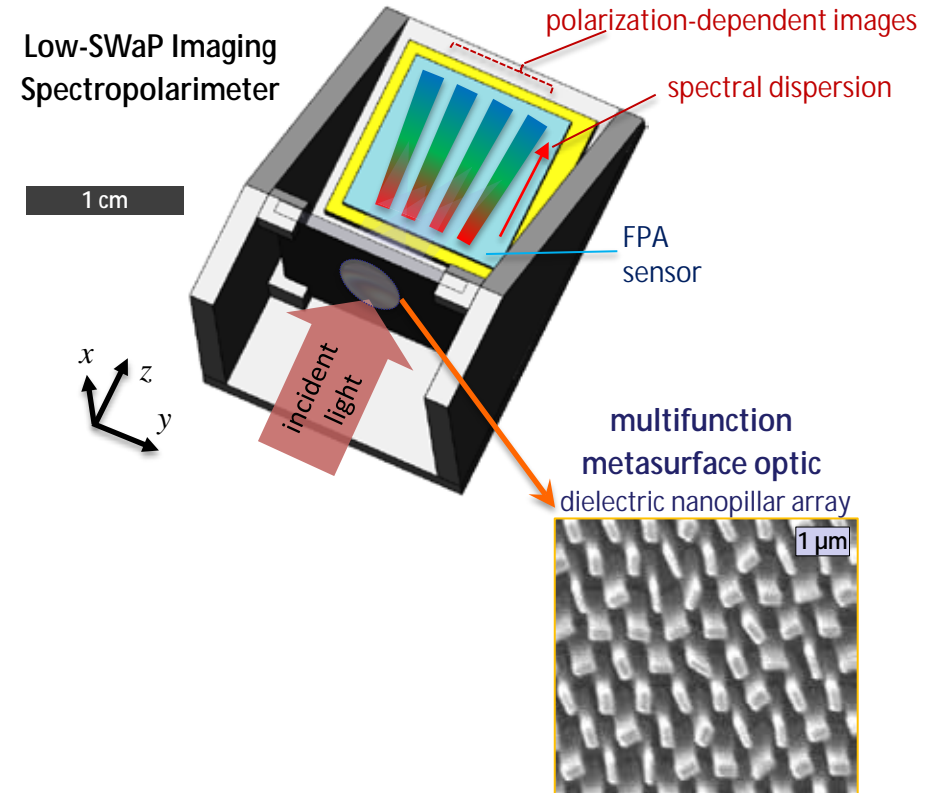 polarization-dependent images
Low-SWaP Imaging
Spectropolarimeter
spectral dispersion
1 cm
FPA
sensor
x
z
y
incident
light
multifunction
metasurface optic
dielectric nanopillar array
1 µm